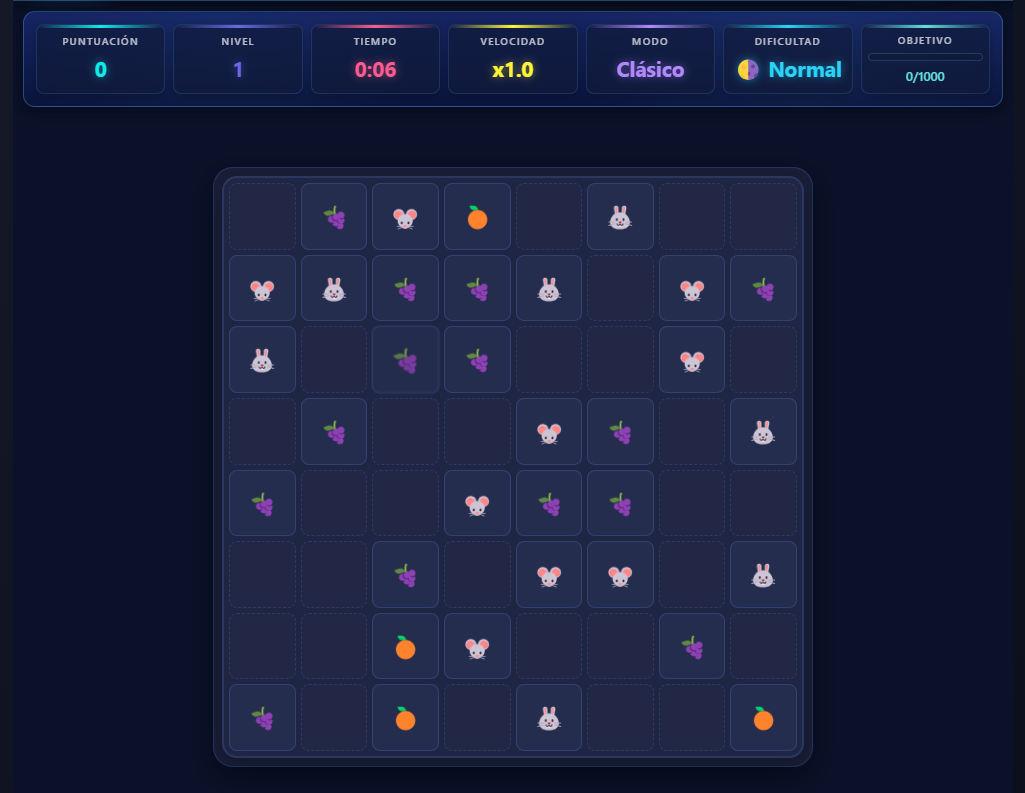 PUNTUACIÓN
0
NIVEL
1
TIEMPO
0:06
VELOCIDAD
x1.0
MODO
Clásico
DIFICULTAD
Normal
OBJETIVO
0/1000